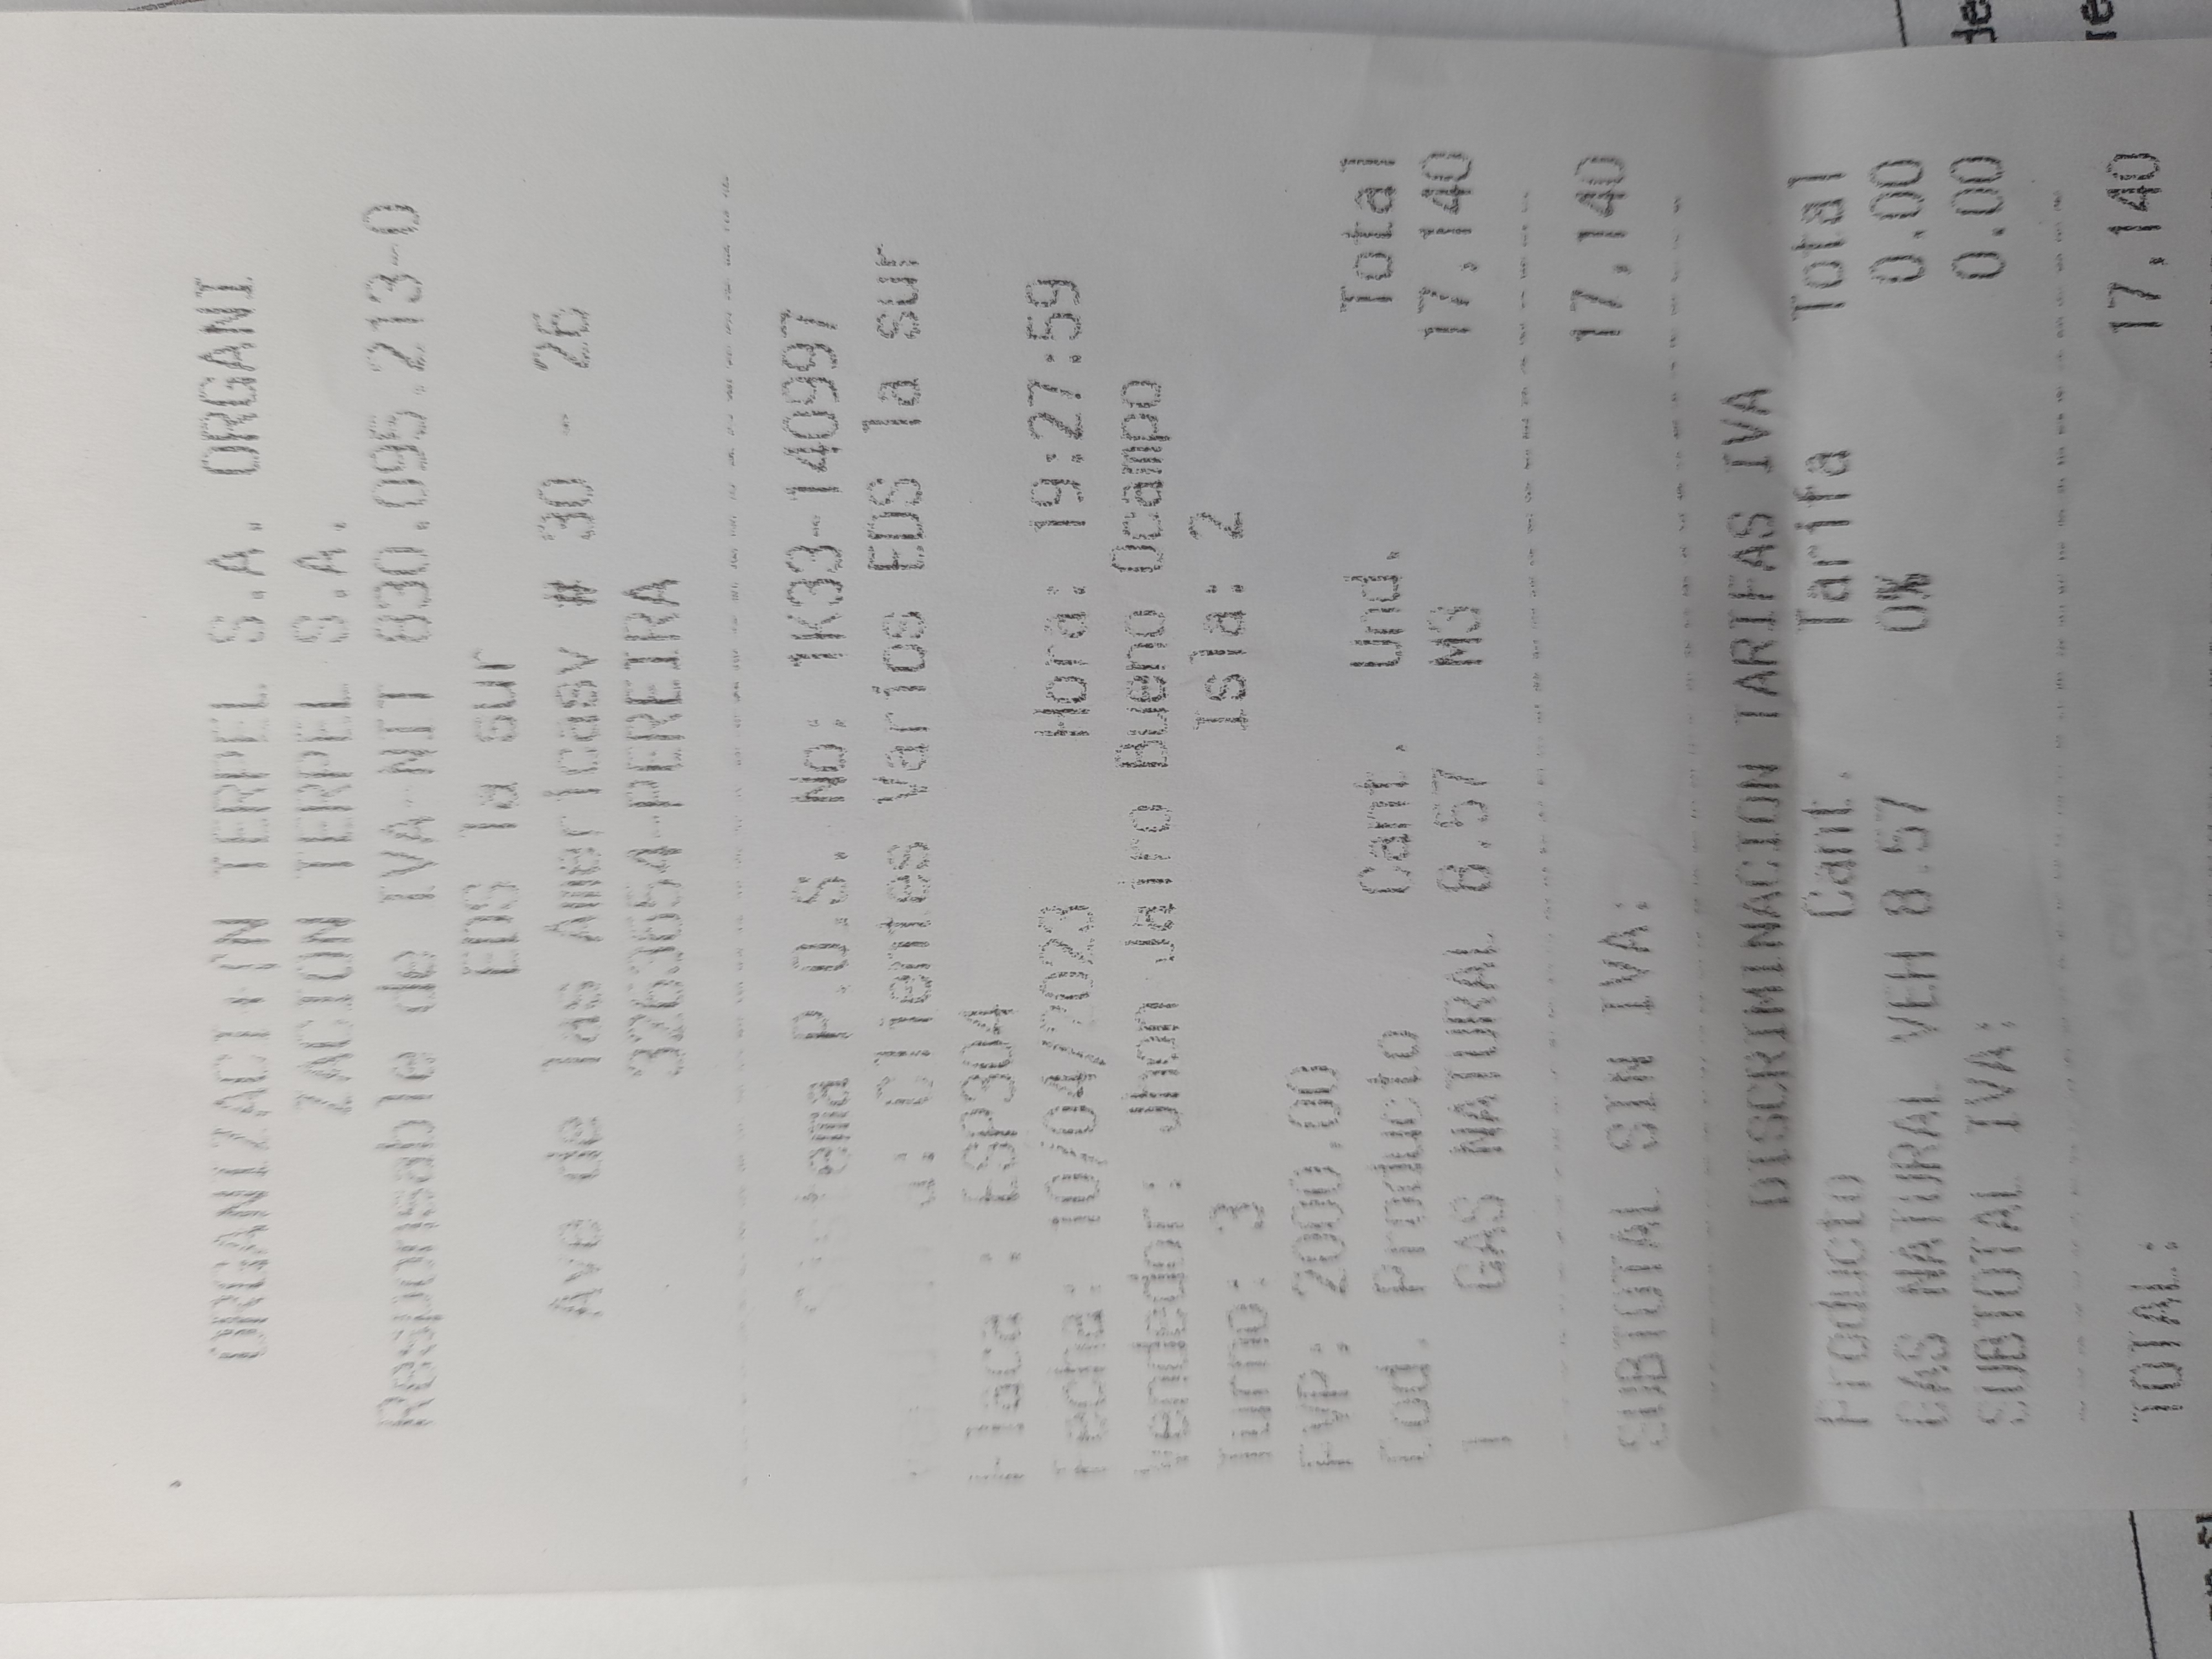 ORGANIZACION TERPEL S.A. ORGANI
ZACION TERPEL S.A.
Responsable de IVA-NIT 830.095.213-0
EDS la sur
Ave de las Americasv # 30 - 26
3263654-PEREIRA
Sistema P.O.S. No: 1K33-140997
Clientes Varios EDS la sur
Placa : ESP304
Fecha: 10/04/2023 Hora: 19:27:59
Vendedor: Jhon Jairo Bueno Ocampo
Turno: 3 Isla: 2
PVP: 2000.00
Cod. Producto Cant. Und. Total
1 GAS NATURAL 8.57 M3 17,140
SUBTOTAL SIN IVA: 17,140
DISCRIMINACION TARIFAS IVA
Producto Cant. Tarifa Total
GAS NATURAL VEH 8.57 0% 0.00
SUBTOTAL IVA: 0.00
TOTAL: 17.140